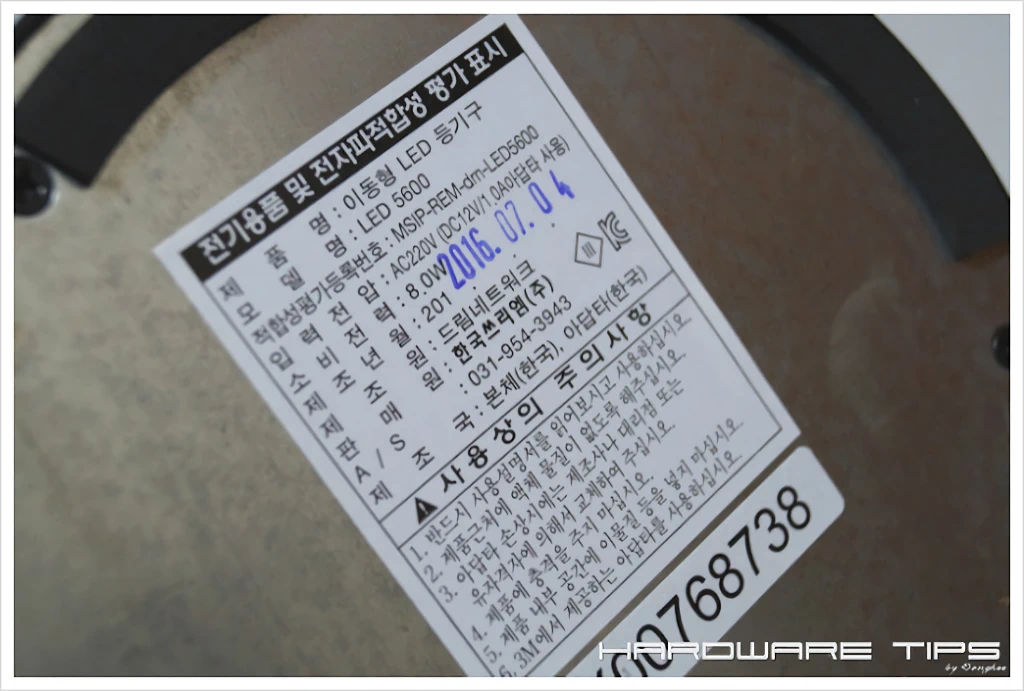 전기용품 및 전자파적합성 평가 표시
제 품 명 : 이동형 LED 등기구
모 델 명 : LED 5600
적합성평가등록번호 : MSIP-REM-dm-LED5600
입 력 전 압 : AC220V (DC12V/1.0A아답타 사용)
소 비 전 력 : 8.0W
제 조 년 월 : 201 2016. 07. 04
제 조 원 : 드림네트워크
판 매 원 : 한국쓰리엠(주)
A / S : 031-954-3943
제 조 국 : 본체(한국), 아답타(한국)
사용상의 주의사항
1. 반드시 사용설명서를 읽어보시고 사용하십시오.
2. 제품근처에 액체 물질이 없도록 해주십시오.
3. 아답타 손상시에는 제조사나 대리점 또는
유자격자에 의해서 교체하여 주십시오.
4. 제품에 충격을 주지 마십시오.
5. 제품 내부 공간에 이물질 등을 넣지 마십시오.
6. 3M에서 제공하는 아답타를 사용하십시오.
00768738
HARDWARE TIPS